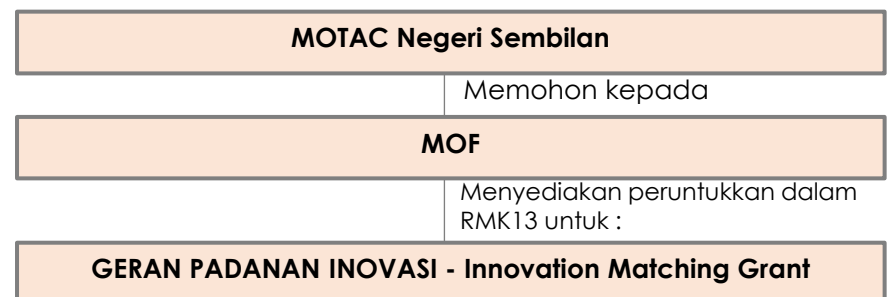 MOTAC Negeri Sembilan
Memohon kepada
MOF
Menyediakan peruntukkan dalam
RMK13 untuk :
GERAN PADANAN INOVASI - Innovation Matching Grant